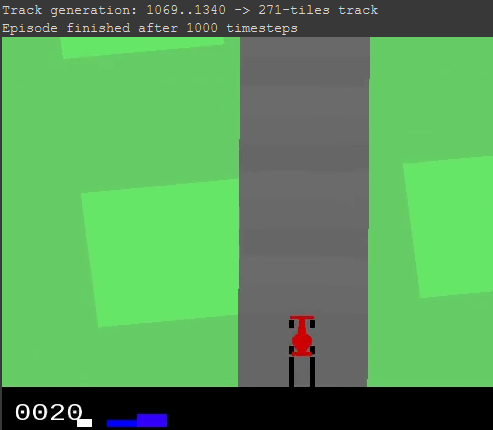 Track generation: 1069..1340 -> 271-tiles track
Episode finished after 1000 timesteps
0020